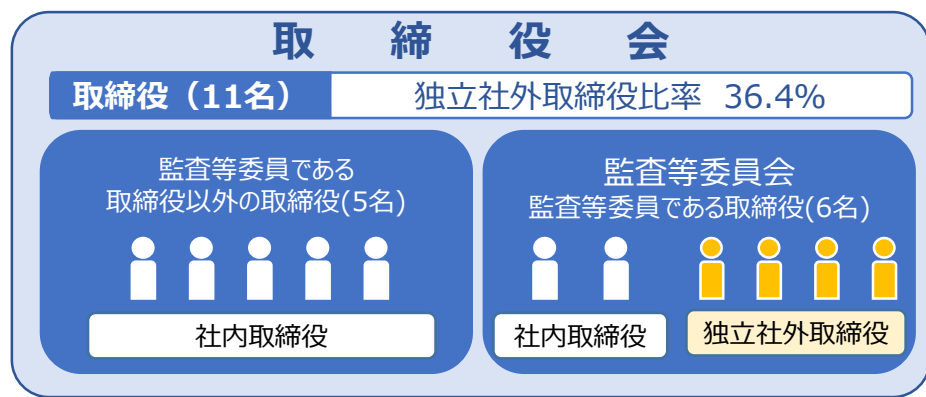 取締役会
取締役（11名） 独立社外取締役比率 36.4%
監査等委員である
取締役以外の取締役(5名)
社内取締役
監査等委員会
監査等委員である取締役(6名)
社内取締役 独立社外取締役